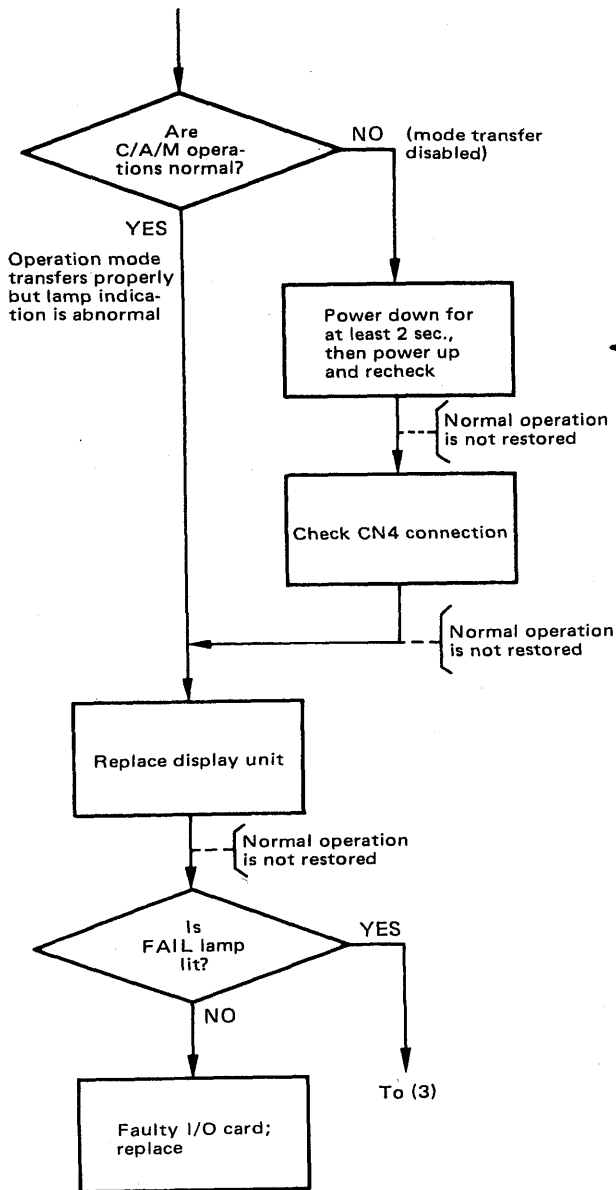 Are
C/A/M opera-
tions normal?
NO (mode transfer
disabled)
YES
Operation mode
transfers properly
but lamp indica-
tion is abnormal
Power down for
at least 2 sec.,
then power up
and recheck
Normal operation
is not restored
Check CN4 connection
Normal operation
is not restored
Replace display unit
Normal operation
is not restored
Is
FAIL lamp
lit?
YES
NO
To (3)
Faulty I/O card;
replace